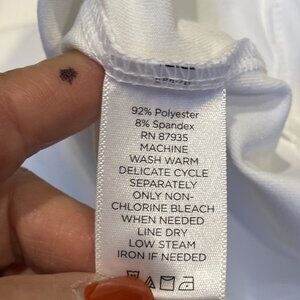 92% Polyester
8% Spandex
RN 87935
MACHINE
WASH WARM
DELICATE CYCLE
SEPARATELY
ONLY NON-
CHLORINE BLEACH
WHEN NEEDED
LINE DRY
LOW STEAM
IRON IF NEEDED